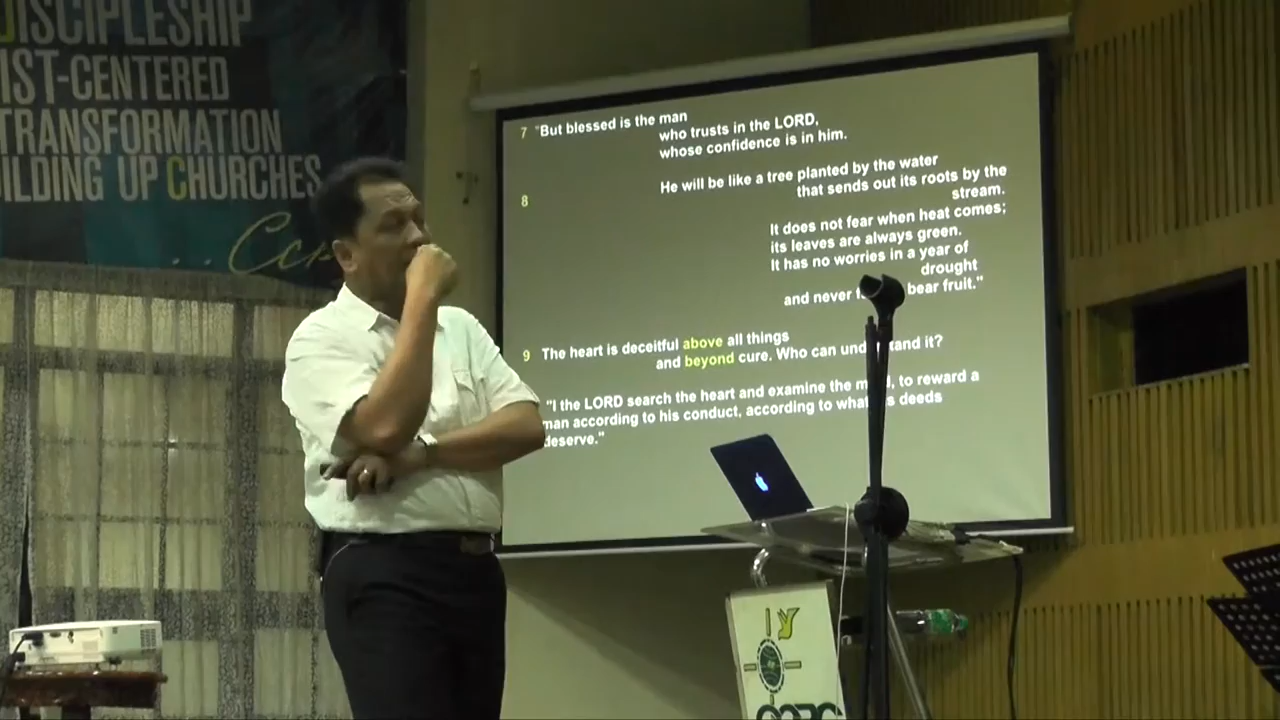 DISCIPLESHIP
IST-CENTERED
TRANSFORMATION
ILDING UP CHURCHES
7 "But blessed is the man
who trusts in the LORD,
whose confidence is in him.
8 He will be like a tree planted by the water
that sends out its roots by the
stream.
It does not fear when heat comes;
its leaves are always green.
It has no worries in a year of
drought
and never bear fruit."
9 The heart is deceitful above all things
and beyond cure. Who can und and it?
"I the LORD search the heart and examine the m , to reward a
man according to his conduct, according to what s deeds
deserve."